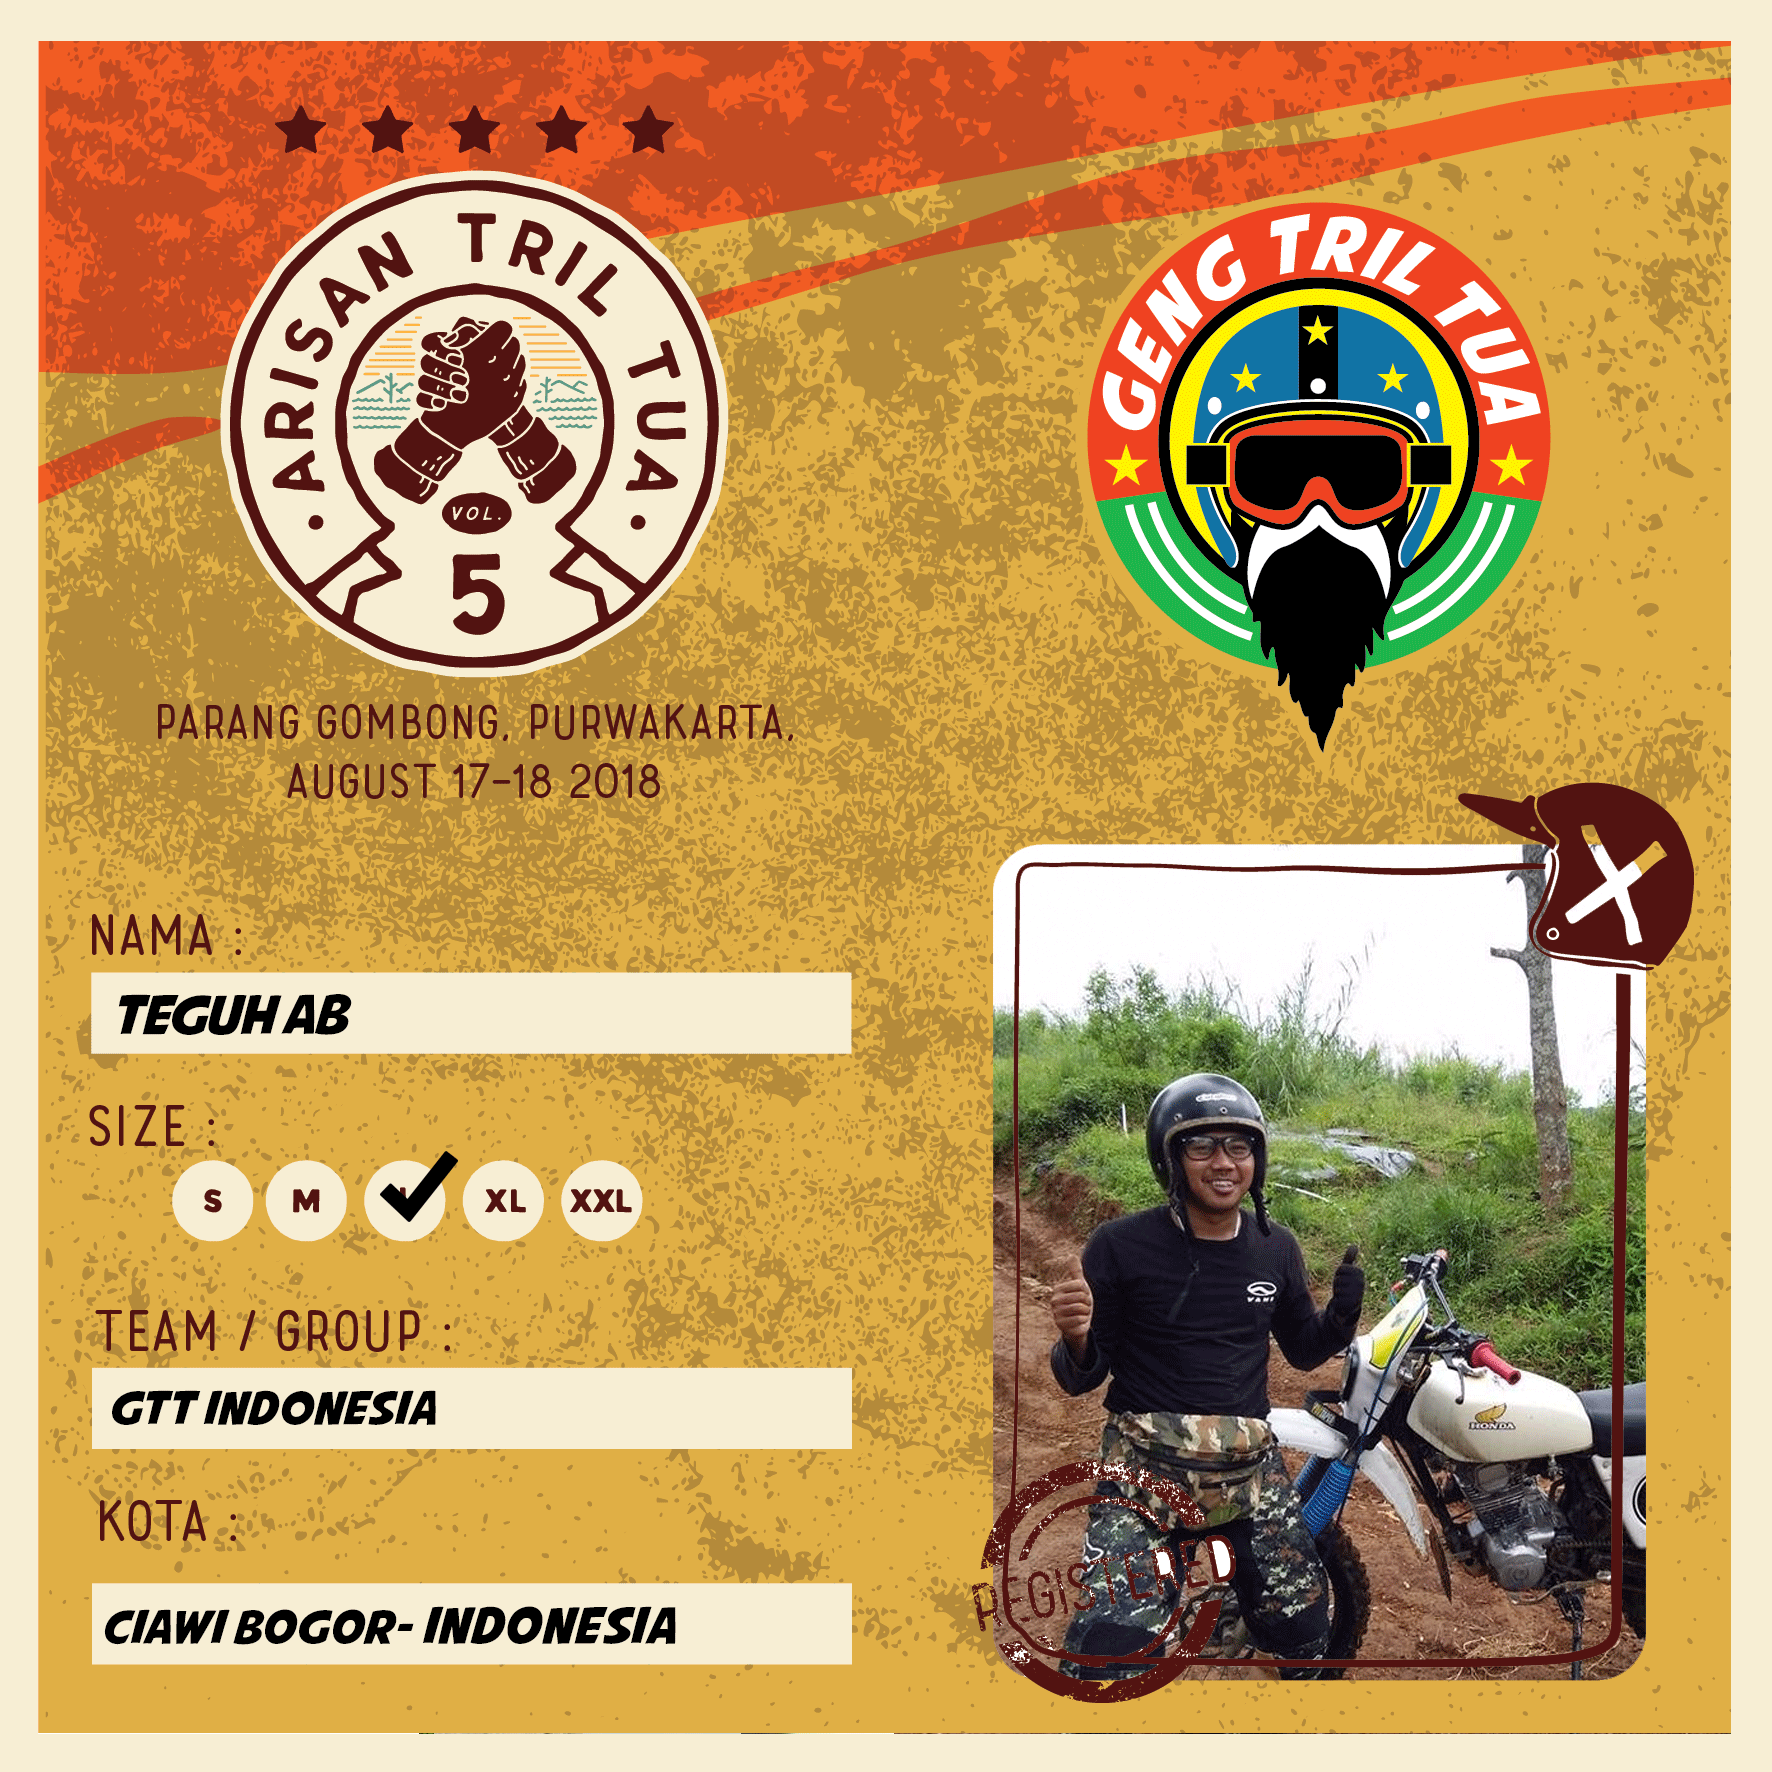 ARISAN TRIL TUA
VOL.
5
GENG TRIL TUA
PARANG GOMBONG, PURWAKARTA,
AUGUST 17-18 2018
NAMA :
TEGUH AB
SIZE :
S M L XL XXL
TEAM / GROUP :
GTT INDONESIA
KOTA :
CIAWI BOGOR- INDONESIA
HONDA
REGISTERED